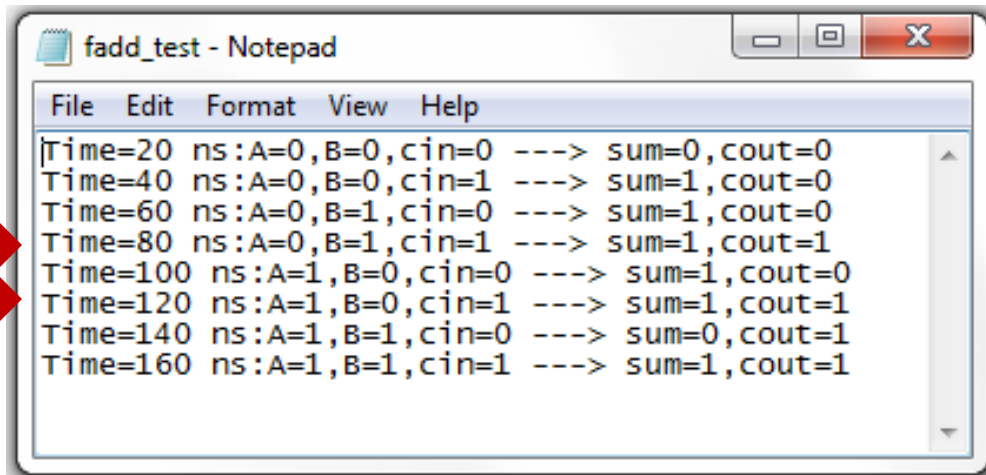 fadd_test - Notepad
File Edit Format View Help
Time=20 ns:A=0,B=0,cin=0 ---> sum=0,cout=0
Time=40 ns:A=0,B=0,cin=1 ---> sum=1,cout=0
Time=60 ns:A=0,B=1,cin=0 ---> sum=1,cout=0
Time=80 ns:A=0,B=1,cin=1 ---> sum=1,cout=1
Time=100 ns:A=1,B=0,cin=0 ---> sum=1,cout=0
Time=120 ns:A=1,B=0,cin=1 ---> sum=1,cout=1
Time=140 ns:A=1,B=1,cin=0 ---> sum=0,cout=1
Time=160 ns:A=1,B=1,cin=1 ---> sum=1,cout=1